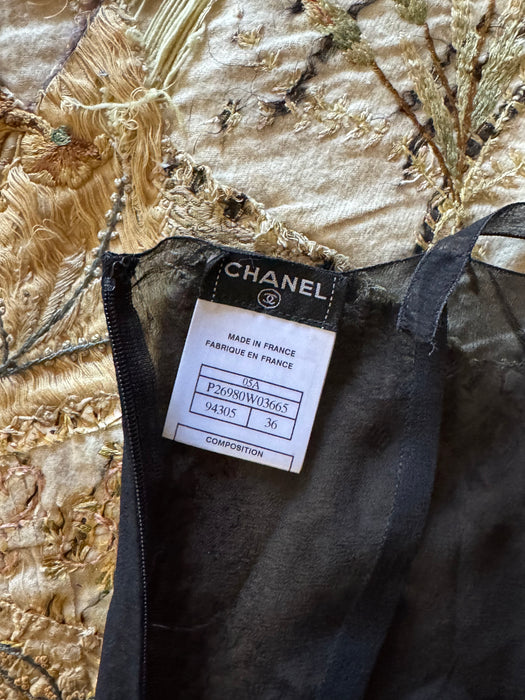 CHANEL
MADE IN FRANCE
FABRIQUE EN FRANCE
05A
P26980W03665
94305 36
COMPOSITION